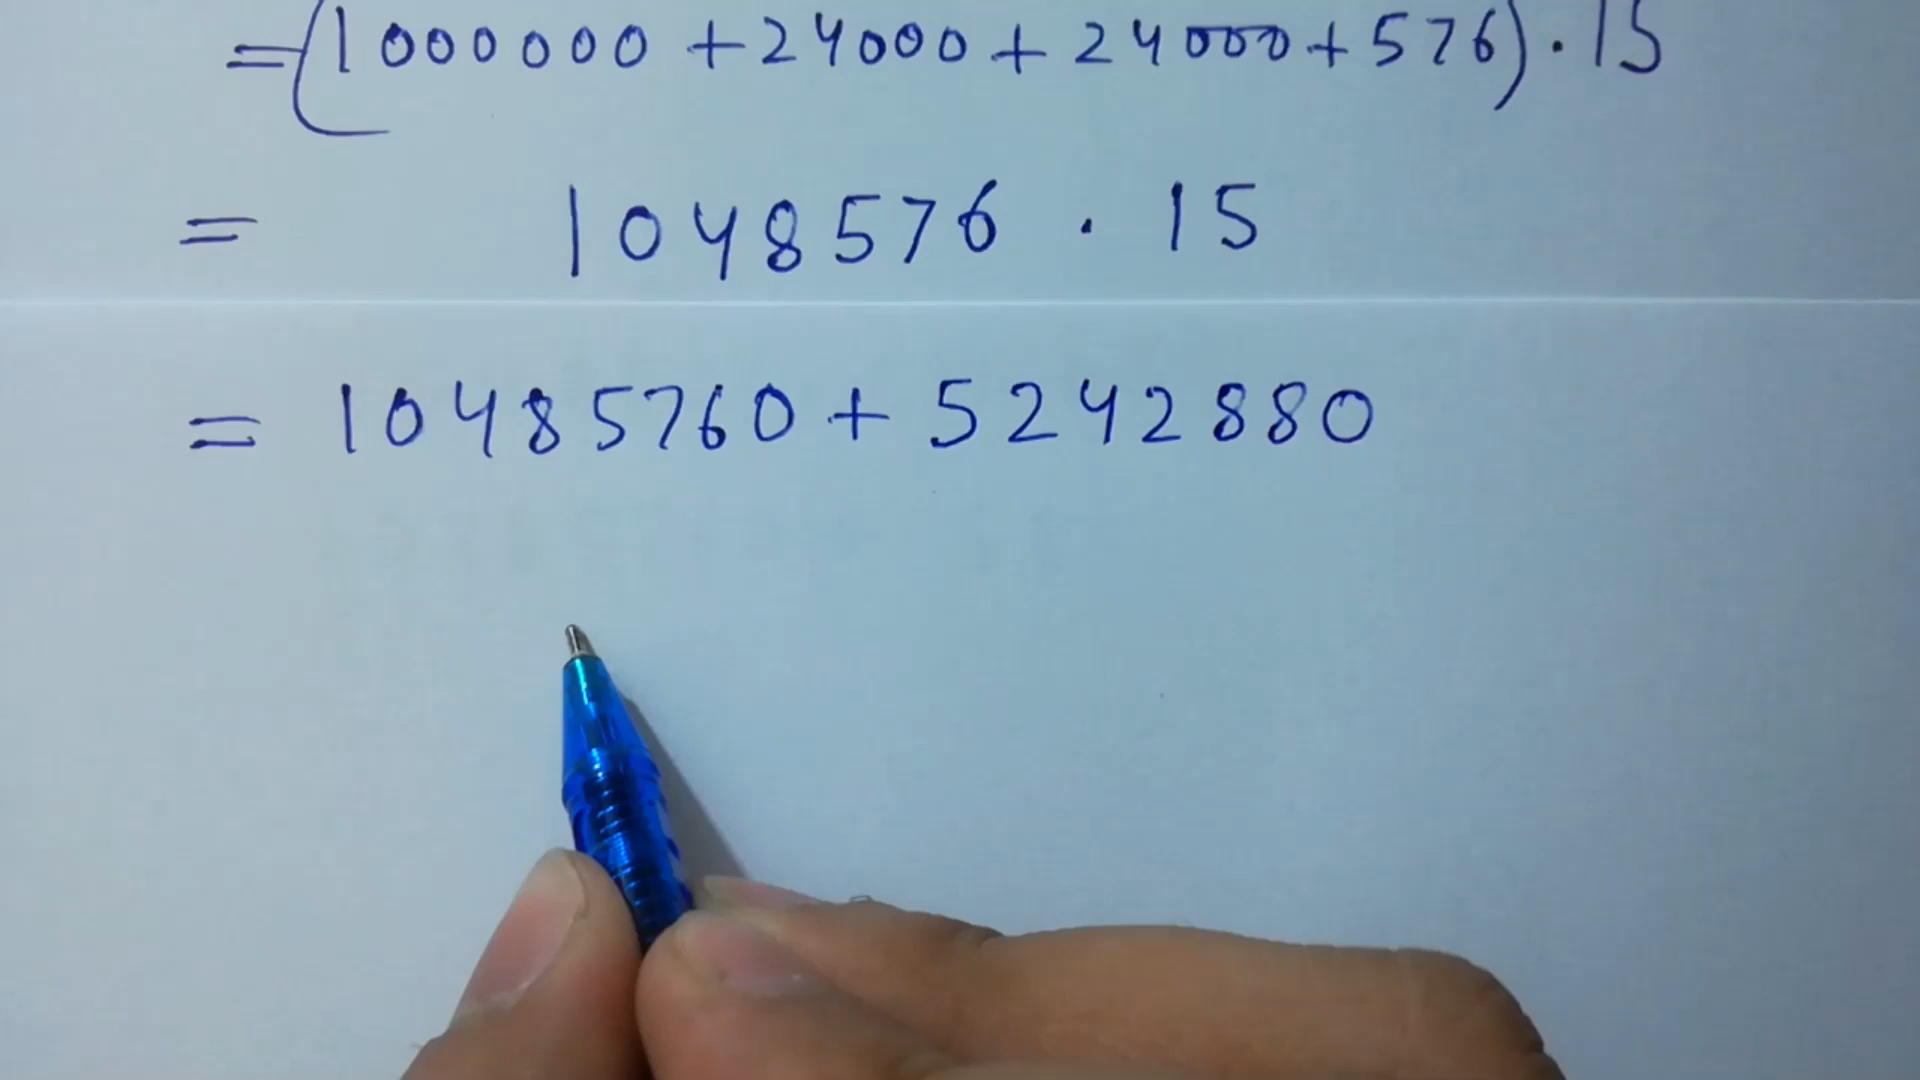 =(1000000+24000+24000+576)·15
= 1048576 · 15
= 10485760+5242880